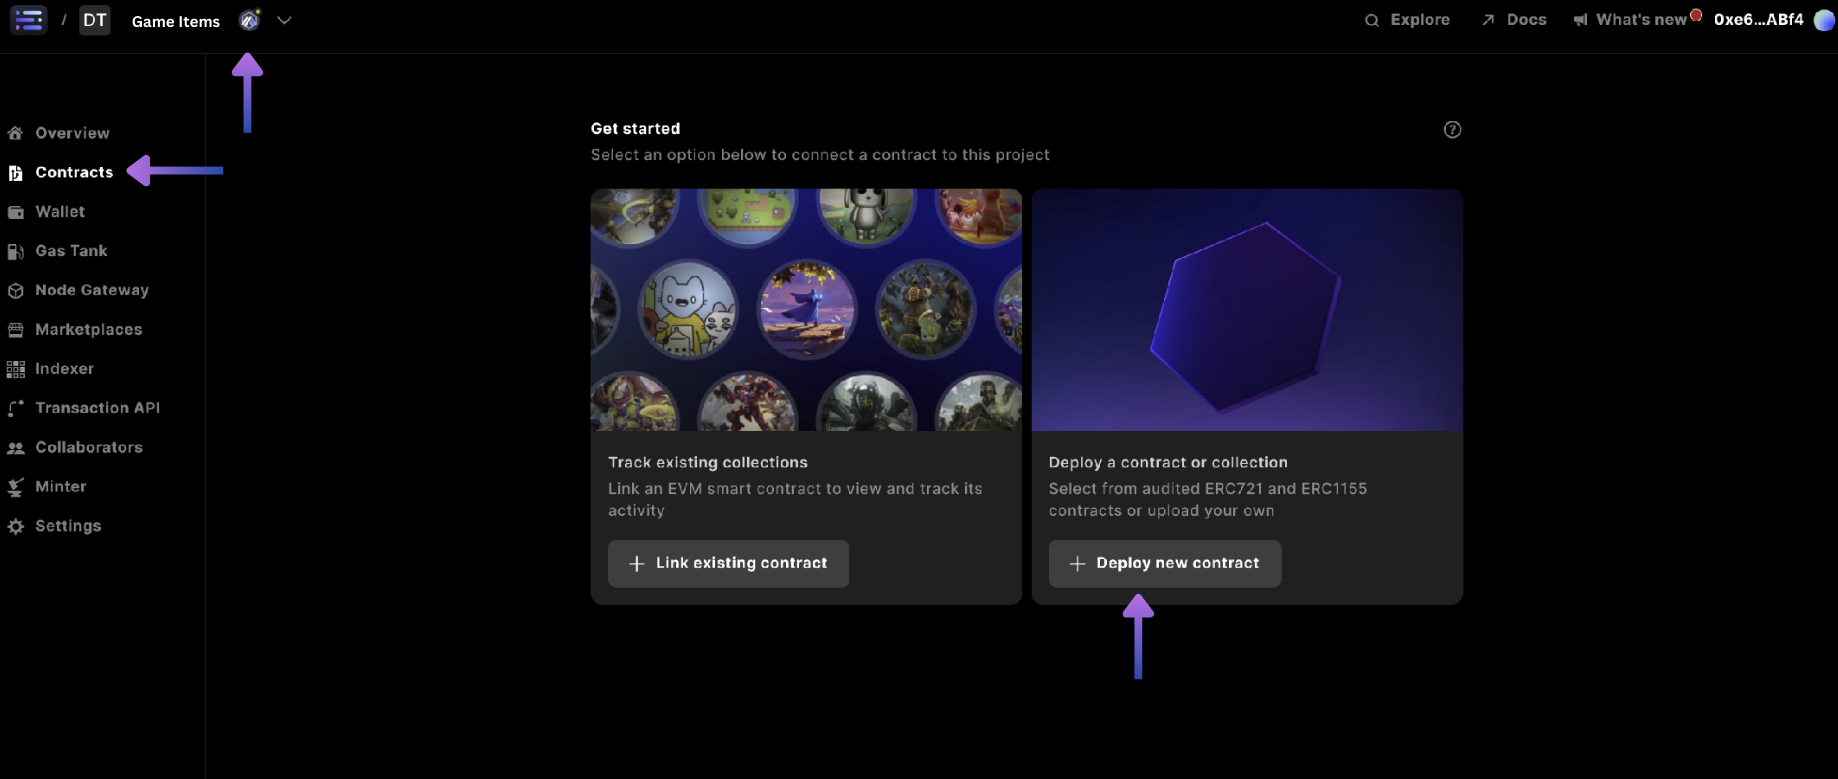 / DT Game Items
Explore Docs What's new 0xe6...ABf4
Overview
Contracts
Wallet
Gas Tank
Node Gateway
Marketplaces
Indexer
Transaction API
Collaborators
Minter
Settings
Get started
Select an option below to connect a contract to this project
Track existing collections
Link an EVM smart contract to view and track its
activity
+ Link existing contract
Deploy a contract or collection
Select from audited ERC721 and ERC1155
contracts or upload your own
+ Deploy new contract